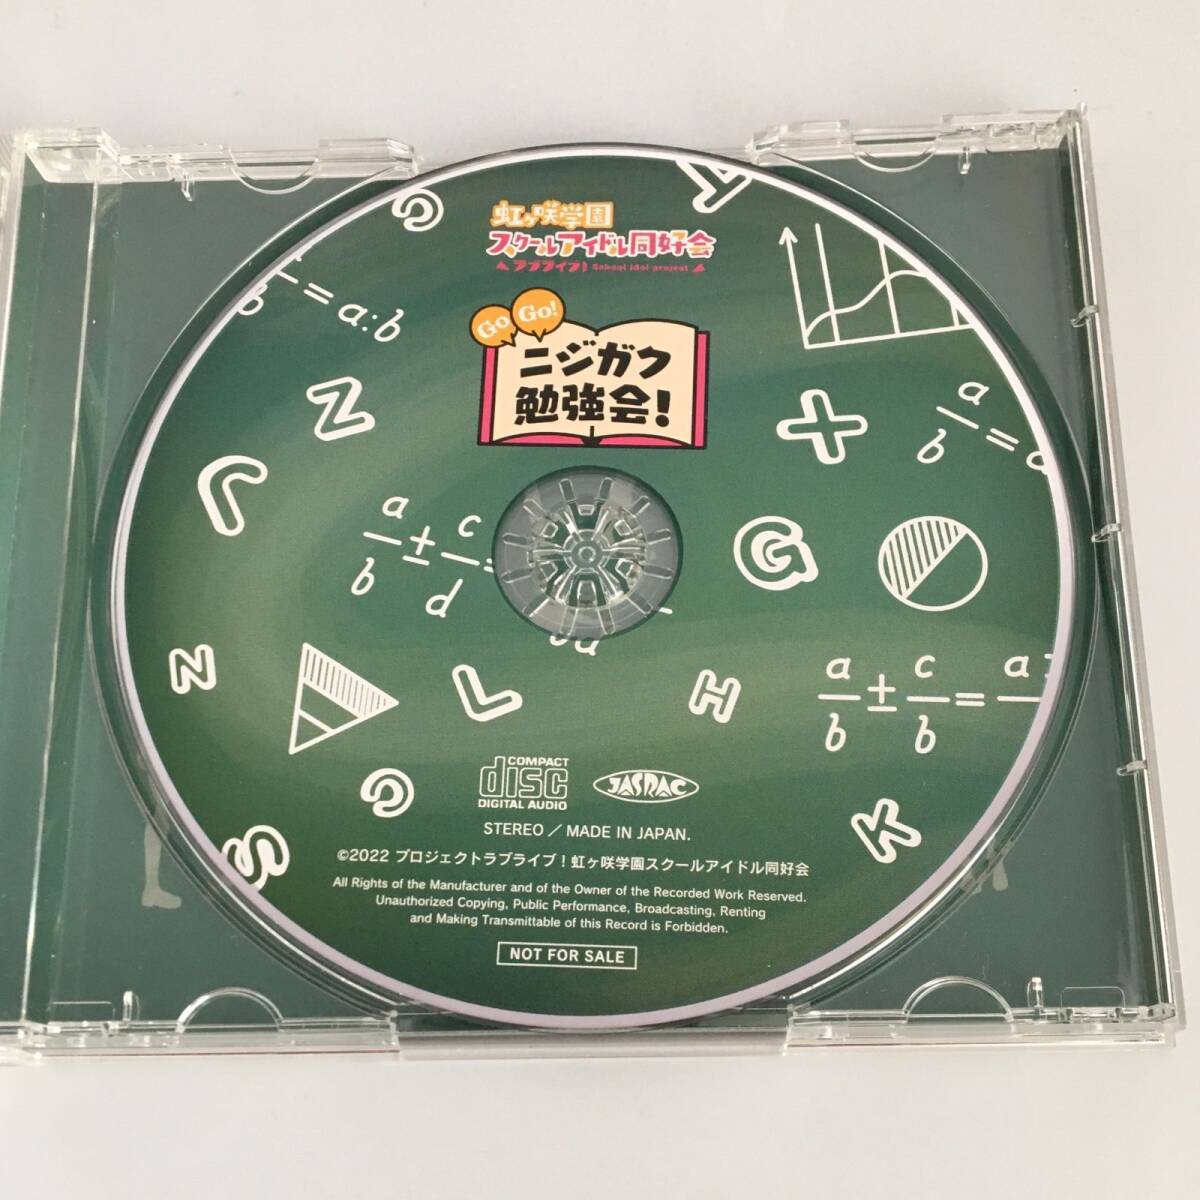 虹ヶ咲学園
スクールアイドル同好会
ラブライブ! School idol project
Go Go!
ニジガク
勉強会!
= a:b
b
Z
a
b
=
a ± c =
b d
G
N
L
H
a ± c = a
b b
S
K
COMPACT
disc
DIGITAL AUDIO
JASRAC
STEREO / MADE IN JAPAN.
©2022 プロジェクトラブライブ!虹ヶ咲学園スクールアイドル同好会
All Rights of the Manufacturer and of the Owner of the Recorded Work Reserved.
Unauthorized Copying, Public Performance, Broadcasting, Renting
and Making Transmittable of this Record is Forbidden.
NOT FOR SALE